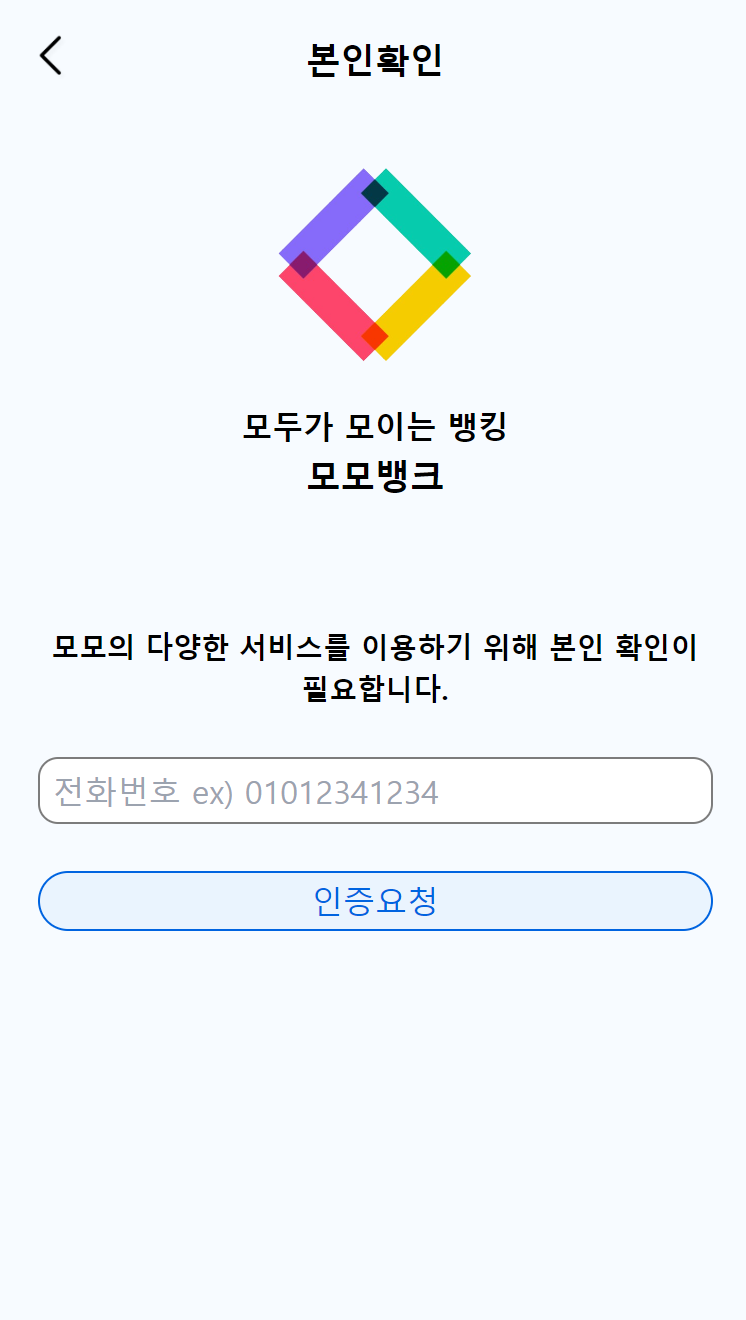 본인확인
모두가 모이는 뱅킹
모모뱅크
모모의 다양한 서비스를 이용하기 위해 본인 확인이
필요합니다.
전화번호 ex) 01012341234
인증요청